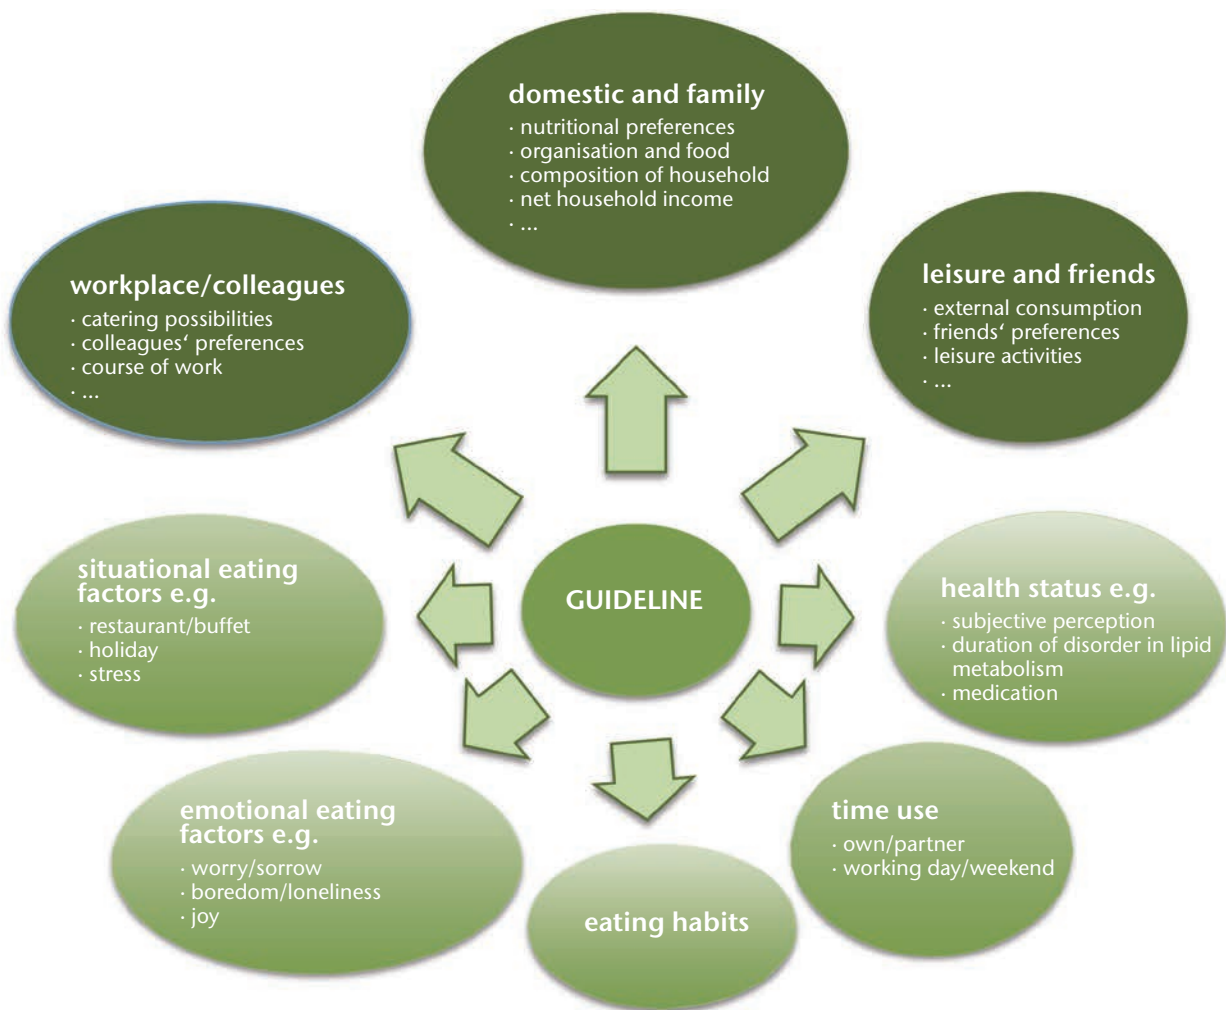 domestic and family
· nutritional preferences
· organisation and food
· composition of household
· net household income
· ...
workplace/colleagues
· catering possibilities
· colleagues‘ preferences
· course of work
· ...
leisure and friends
· external consumption
· friends‘ preferences
· leisure activities
· ...
GUIDELINE
situational eating
factors e.g.
· restaurant/buffet
· holiday
· stress
health status e.g.
· subjective perception
· duration of disorder in lipid
metabolism
· medication
emotional eating
factors e.g.
· worry/sorrow
· boredom/loneliness
· joy
time use
· own/partner
· working day/weekend
eating habits